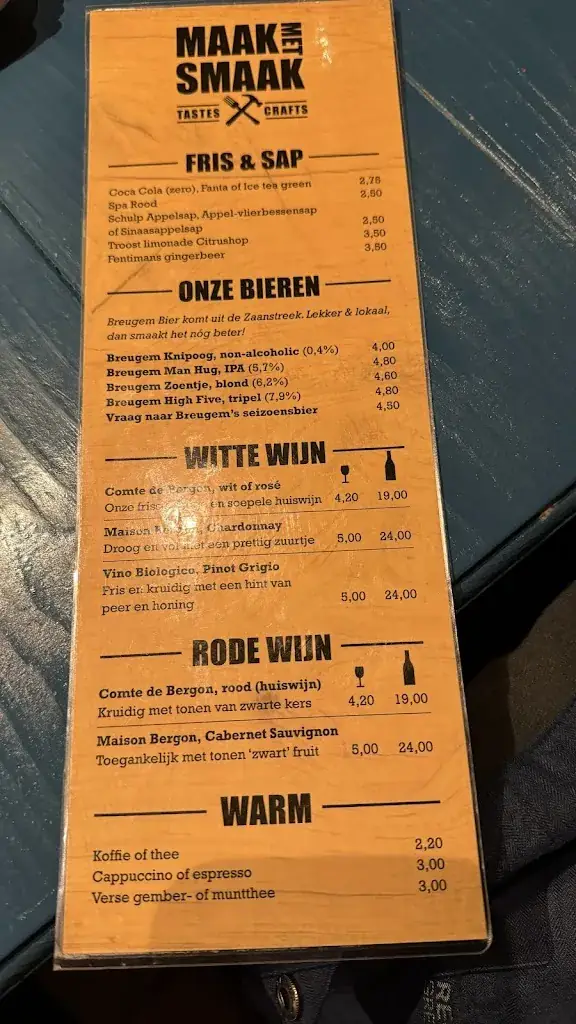 MAAK MET
SMAAK
TASTES CRAFTS
FRIS & SAP
Coca Cola (zero), Fanta of Ice tea green 2,75
Spa Rood 2,50
Schulp Appelsap, Appel-vlierbessensap
of Sinaasappelsap 2,50
Troost limonade Citrushop 3,50
Fentimans gingerbeer 3,50
ONZE BIEREN
Breugem Bier komt uit de Zaanstreek. Lekker & lokaal,
dan smaakt het nóg beter!
Breugem Knipoog, non-alcoholic (0,4%) 4,00
Breugem Man Hug, IPA (5,7%) 4,80
Breugem Zoentje, blond (6,2%) 4,60
Breugem High Five, tripel (7,9%) 4,80
Vraag naar Breugem's seizoensbier 4,50
WITTE WIJN
Comte de Bergon, wit of rosé
Onze en soepele huiswijn 4,20 19,00
Maison Chardonnay
Droog en vol met een prettig zuurtje 5,00 24,00
Vino Biologico, Pinot Grigio
Fris en kruidig met een hint van
peer en honing 5,00 24,00
RODE WIJN
Comte de Bergon, rood (huiswijn)
Kruidig met tonen van zwarte kers 4,20 19,00
Maison Bergon, Cabernet Sauvignon
Toegankelijk met tonen 'zwart' fruit 5,00 24,00
WARM
Koffie of thee 2,20
Cappuccino of espresso 3,00
Verse gember- of muntthee 3,00